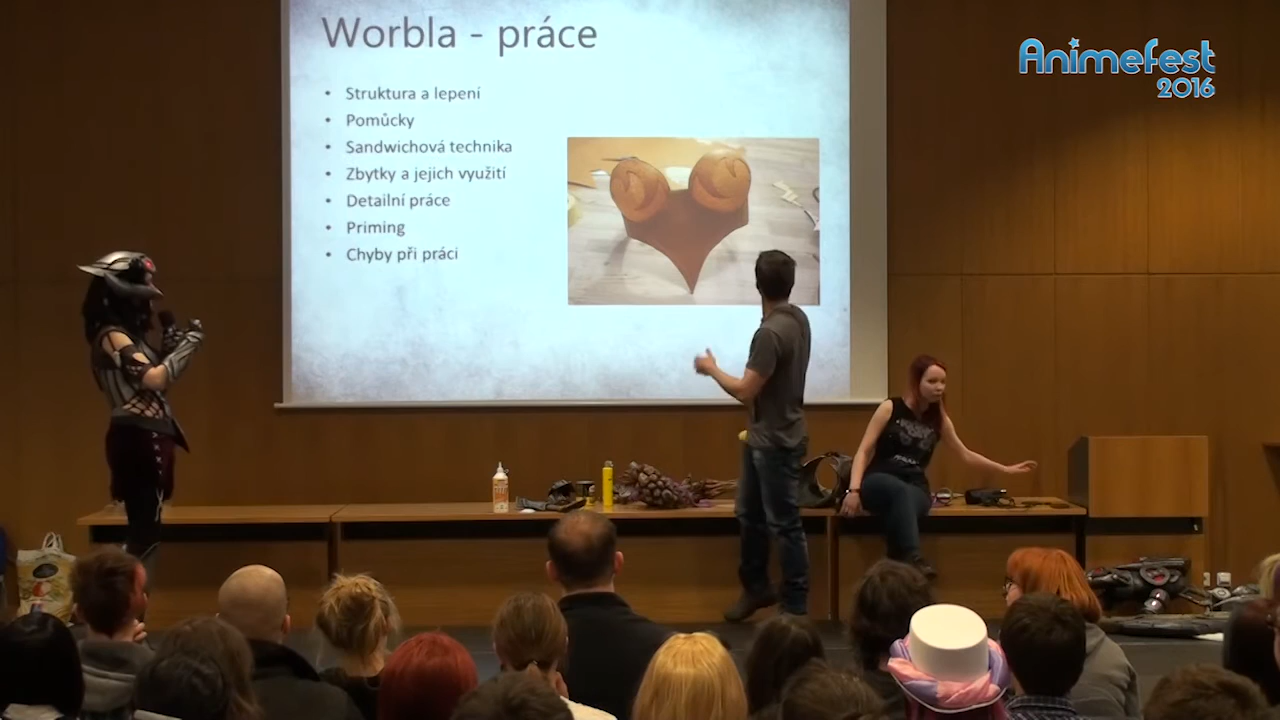 Worbla - práce
• Struktura a lepení
• Pomůcky
• Sandwichová technika
• Zbytky a jejich využití
• Detailní práce
• Priming
• Chyby při práci
AnimeFest
2016